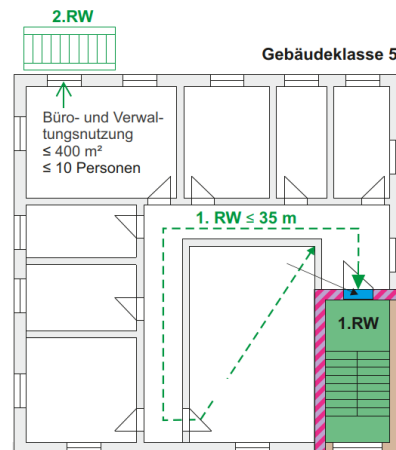 2.RW
Gebäudeklasse 5
Büro- und Verwal-
tungsnutzung
≤ 400 m²
≤ 10 Personen
1. RW ≤ 35 m
1.RW